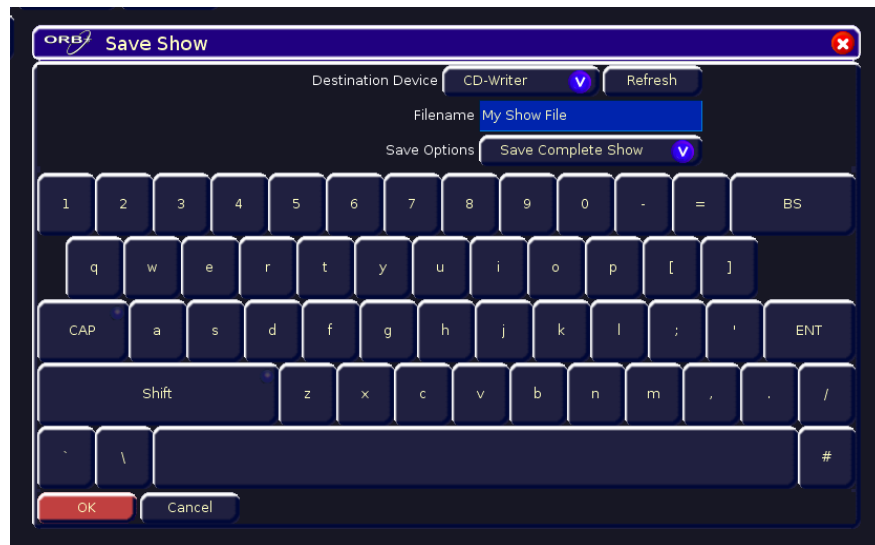 ORB Save Show
Destination Device CD-Writer v Refresh
Filename My Show File
Save Options Save Complete Show v
1 2 3 4 5 6 7 8 9 0 - = BS
q w e r t y u i o p [ ]
CAP a s d f g h j k l ; ' ENT
Shift z x c v b n m , . /
` \ #
OK Cancel